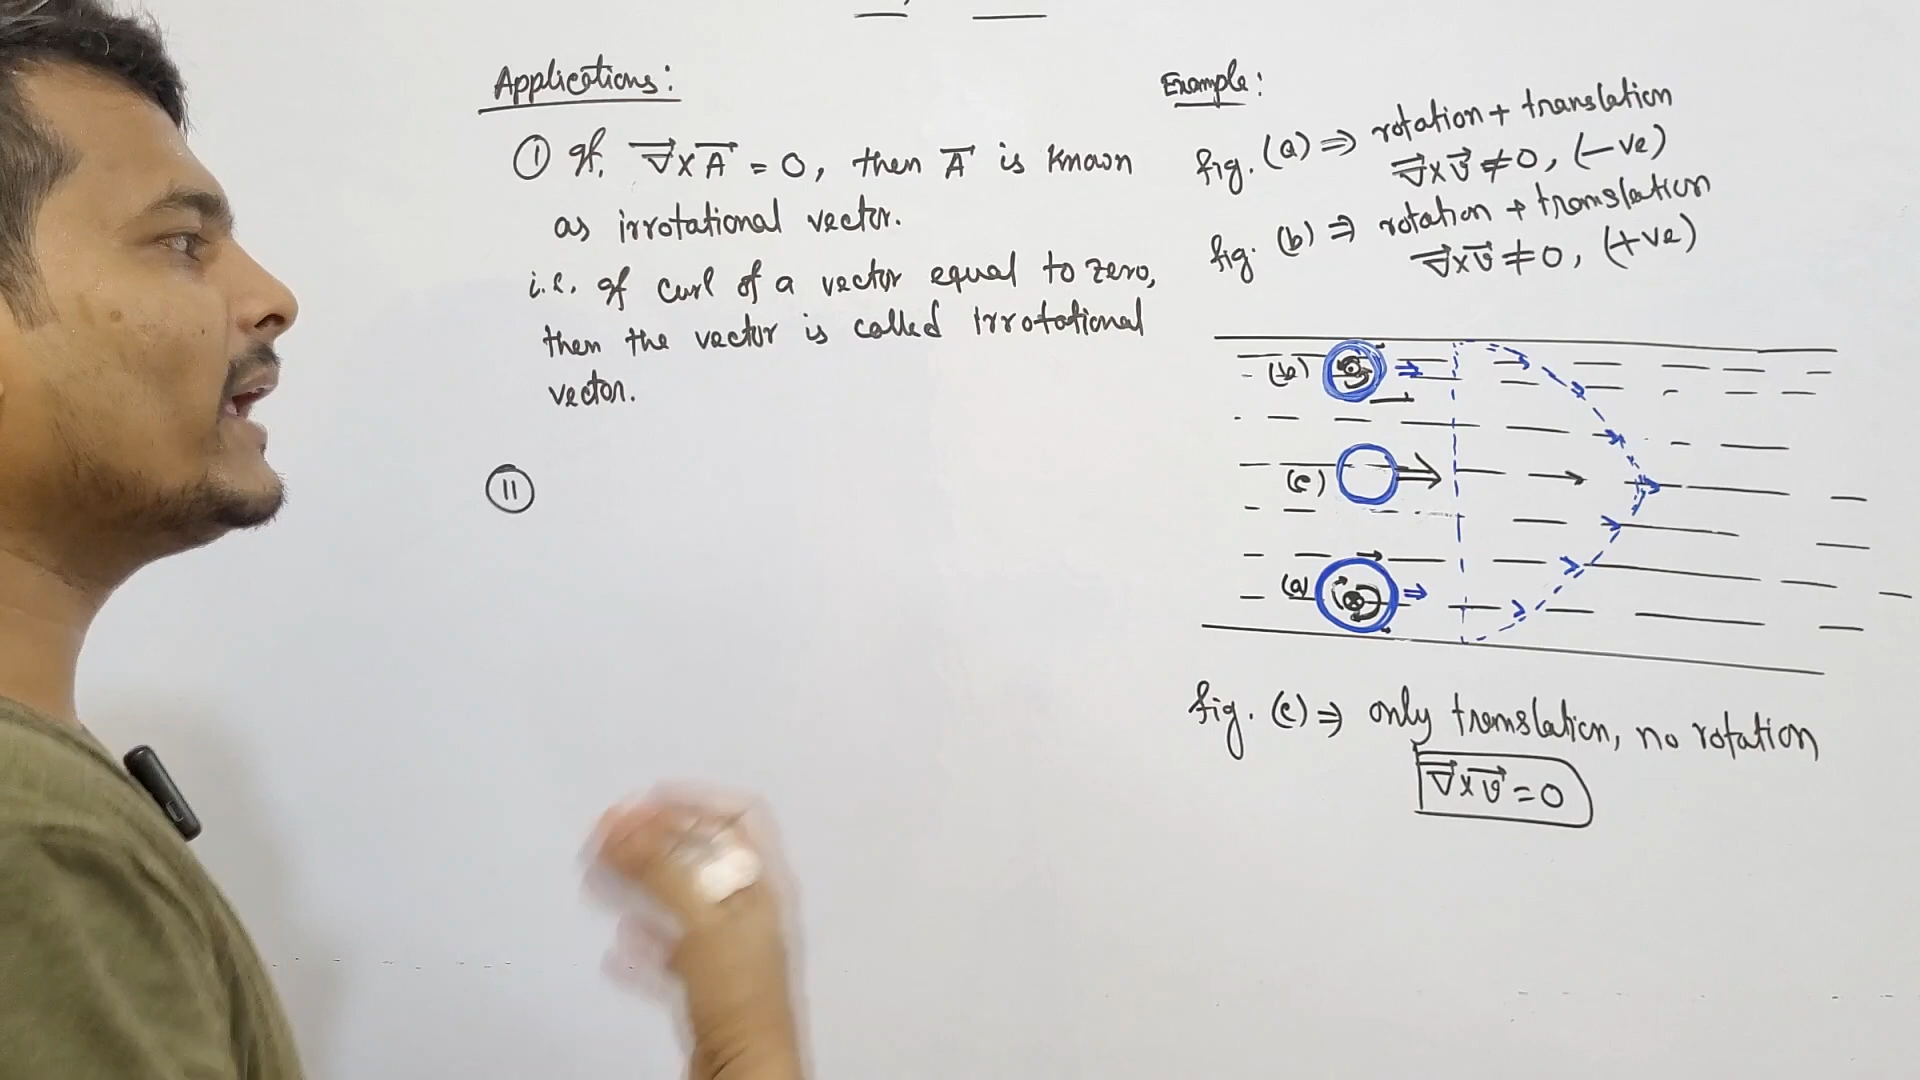 Applications:
① If. ∇⃗×A⃗ = 0, then A⃗ is known
as irrotational vector.
i.e. If curl of a vector equal to zero,
then the vector is called Irrotational
vector.
⑪
Example:
fig. (a) ⇒ rotation + translation
∇⃗×v⃗ ≠ 0, (-ve)
fig. (b) ⇒ rotation + translation
∇⃗×v⃗ ≠ 0, (+ve)
(b)
(c)
(a)
fig. (c) ⇒ only translation, no rotation
∇⃗×v⃗ = 0